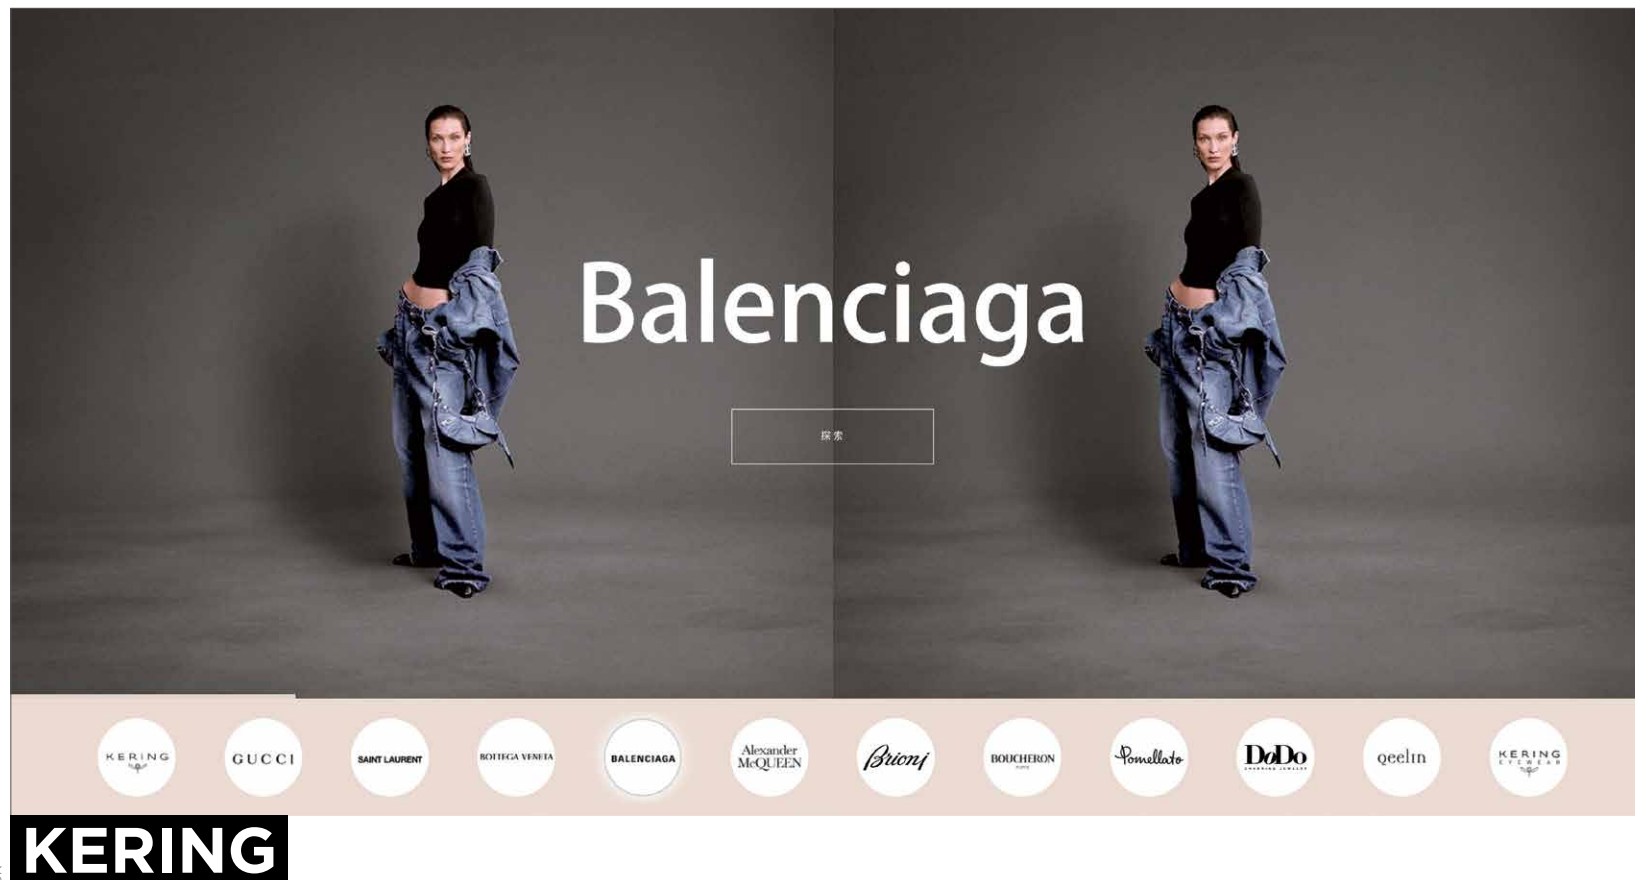 Balenciaga
探索
KERING
GUCCI
SAINT LAURENT
BOTTEGA VENETA
BALENCIAGA
Alexander
McQUEEN
Brioni
BOUCHERON
Pomellato
DoDo
qeelin
KERING
EYEWEAR
KERING